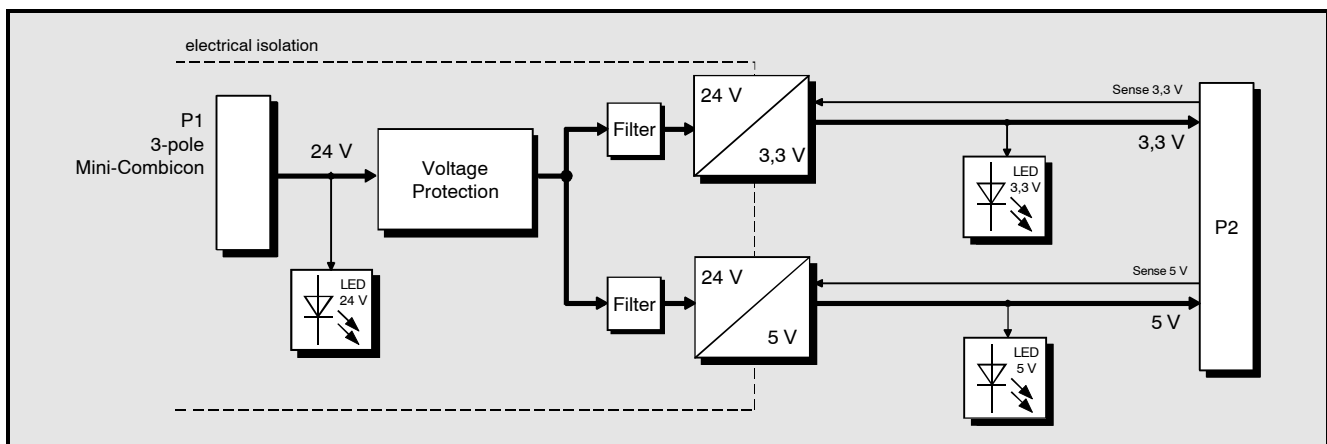 electrical isolation
P1
3-pole
Mini-Combicon
24 V
Voltage
Protection
LED
24 V
Filter
24 V
3,3 V
Sense 3,3 V
3,3 V
LED
3,3 V
Filter
24 V
5 V
Sense 5 V
5 V
LED
5 V
P2